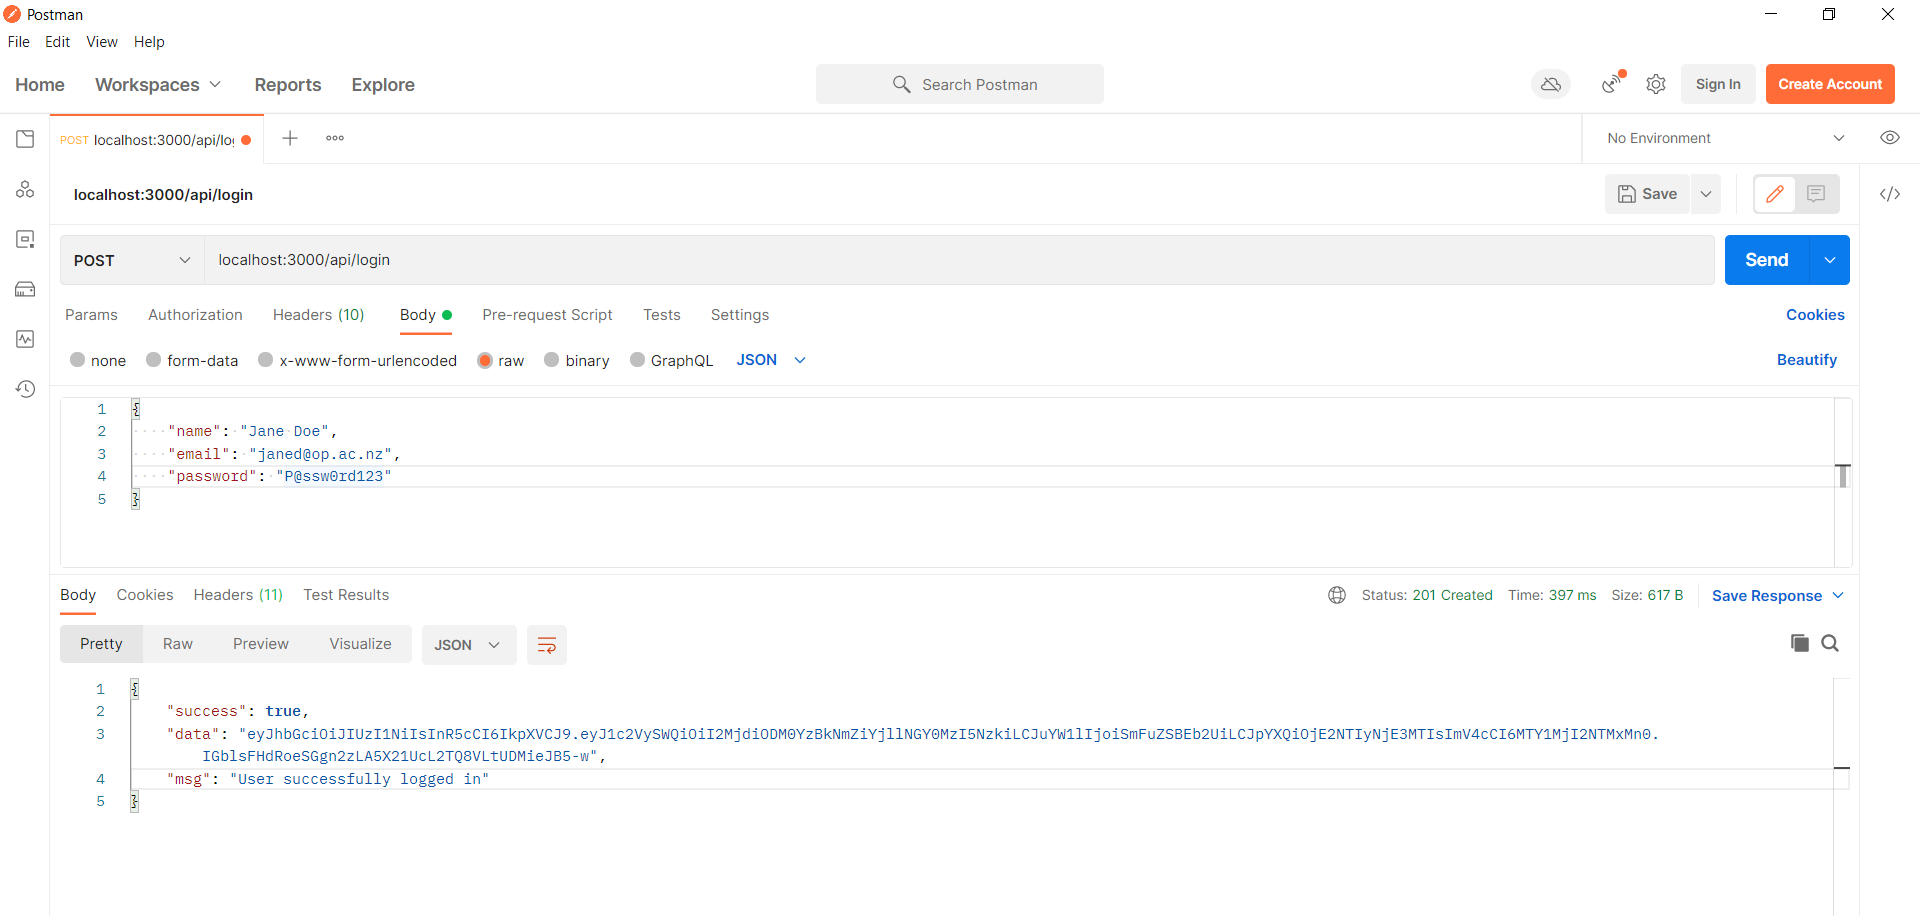 Postman
File Edit View Help
Home Workspaces Reports Explore Search Postman Sign In Create Account
POST localhost:3000/api/lo No Environment
localhost:3000/api/login Save
POST localhost:3000/api/login Send
Params Authorization Headers (10) Body Pre-request Script Tests Settings Cookies
none form-data x-www-form-urlencoded raw binary GraphQL JSON Beautify
1 {
2 "name": "Jane Doe",
3 "email": "janed@op.ac.nz",
4 "password": "P@ssw0rd123"
5 }
Body Cookies Headers (11) Test Results Status: 201 Created Time: 397 ms Size: 617 B Save Response
Pretty Raw Preview Visualize JSON
1 {
2 "success": true,
3 "data": "eyJhbGciOiJIUzI1NiIsInR5cCI6IkpXVCJ9.eyJ1c2VySWQiOiI2MjdiODM0YzBkNmZiYjllNGY0MzI5NzkiLCJuYW1lIjoiSmFuZSBEb2UiLCJpYXQiOjE2NTIyNjE3MTIsImV4cCI6MTY1MjI2NTMxMn0.
IGblsFHdRoeSGgn2zLA5X21UcL2TQ8VLtUDMieJB5-w",
4 "msg": "User successfully logged in"
5 }